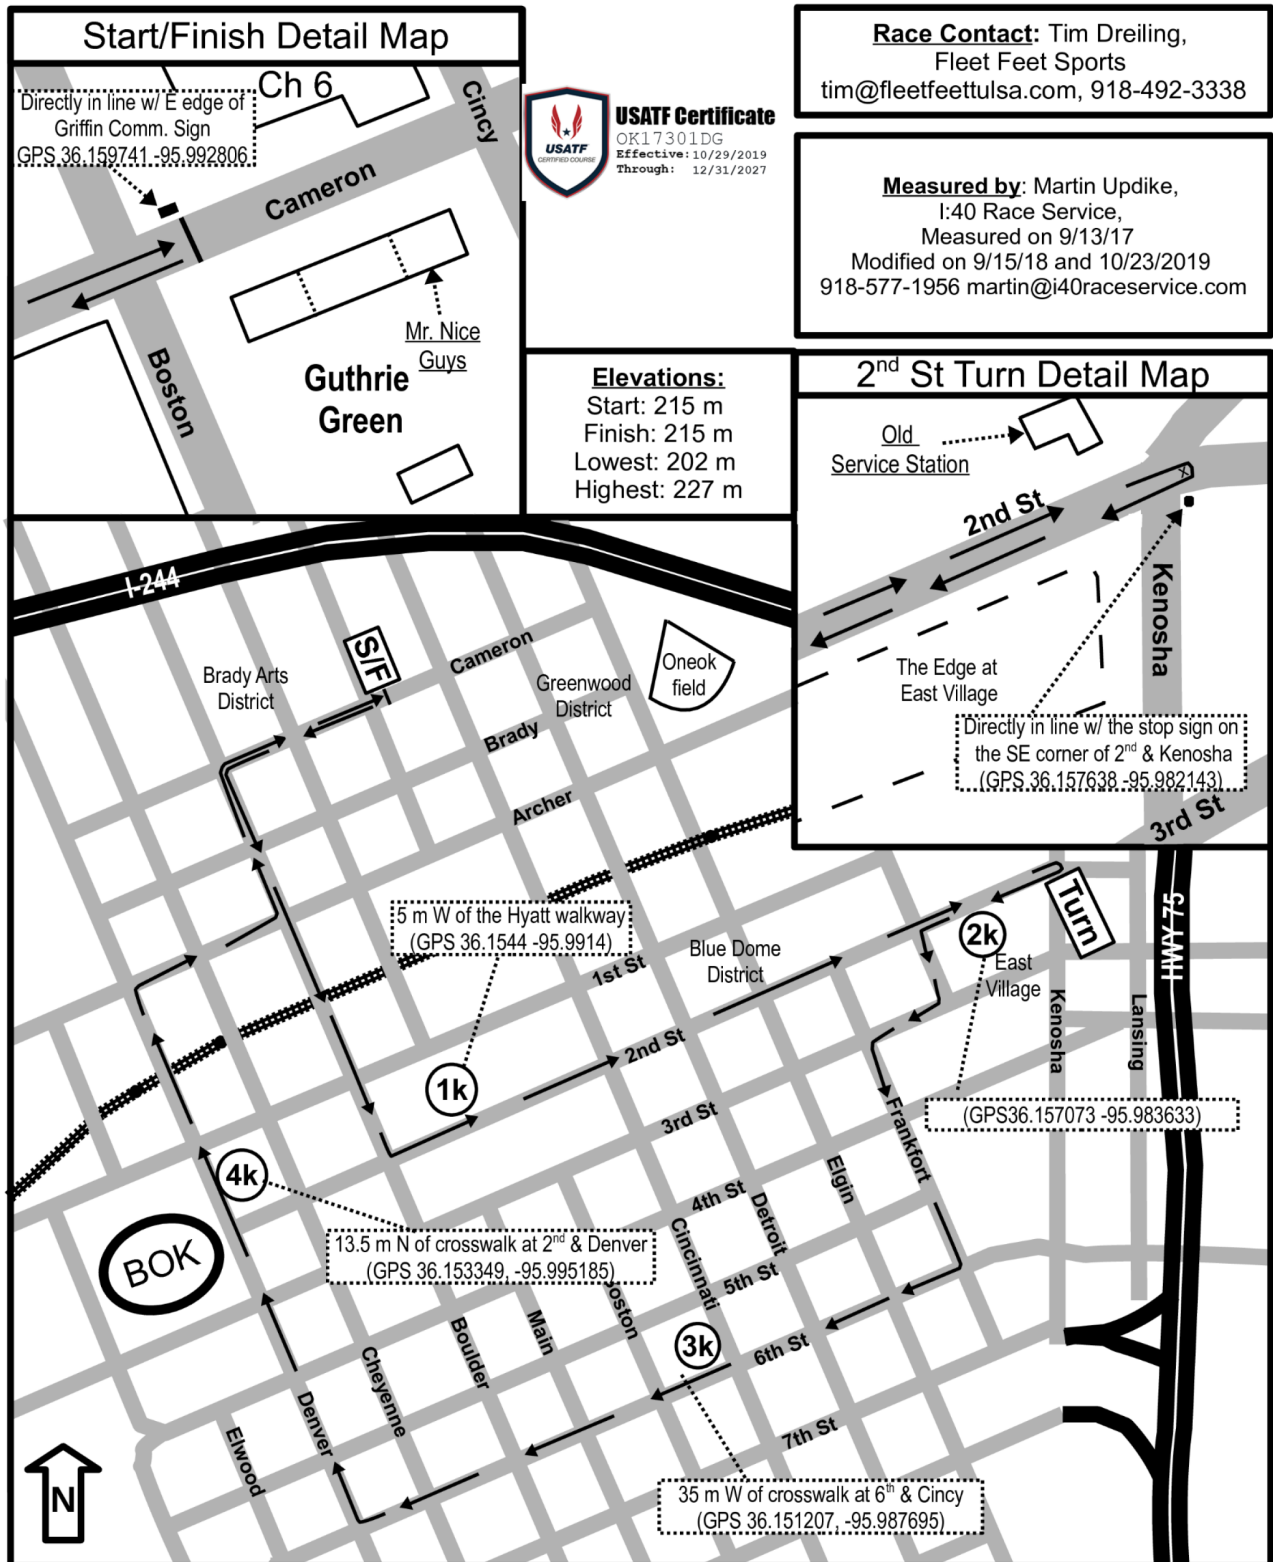 Start/Finish Detail Map
Ch 6
Cincy
Directly in line w/ E edge of
Griffin Comm. Sign
GPS 36.159741 -95.992806
Cameron
Boston
Mr. Nice
Guys
Guthrie
Green
USATF
CERTIFIED COURSE
USATF Certificate
OK17301DG
Effective: 10/29/2019
Through: 12/31/2027
Race Contact: Tim Dreiling,
Fleet Feet Sports
tim@fleetfeettulsa.com, 918-492-3338
Measured by: Martin Updike,
I:40 Race Service,
Measured on 9/13/17
Modified on 9/15/18 and 10/23/2019
918-577-1956 martin@i40raceservice.com
Elevations:
Start: 215 m
Finish: 215 m
Lowest: 202 m
Highest: 227 m
2nd St Turn Detail Map
Old
Service Station
2nd St
X
Kenosha
The Edge at
East Village
Directly in line w/ the stop sign on
the SE corner of 2nd & Kenosha
(GPS 36.157638 -95.982143)
3rd St
I-244
S/F
Cameron
Brady Arts
District
Greenwood
District
Oneok
field
Brady
Archer
5 m W of the Hyatt walkway
(GPS 36.1544 -95.9914)
1st St
Blue Dome
District
2k
Turn
HWY 75
East
Village
Kenosha
Lansing
2nd St
1k
3rd St
(GPS36.157073 -95.983633)
Frankfort
4k
4th St
Elgin
Detroit
Cincinnati
13.5 m N of crosswalk at 2nd & Denver
(GPS 36.153349, -95.995185)
BOK
5th St
oston
Main
Boulder
3k
6th St
Cheyenne
Denver
Elwood
7th St
N
35 m W of crosswalk at 6th & Cincy
(GPS 36.151207, -95.987695)